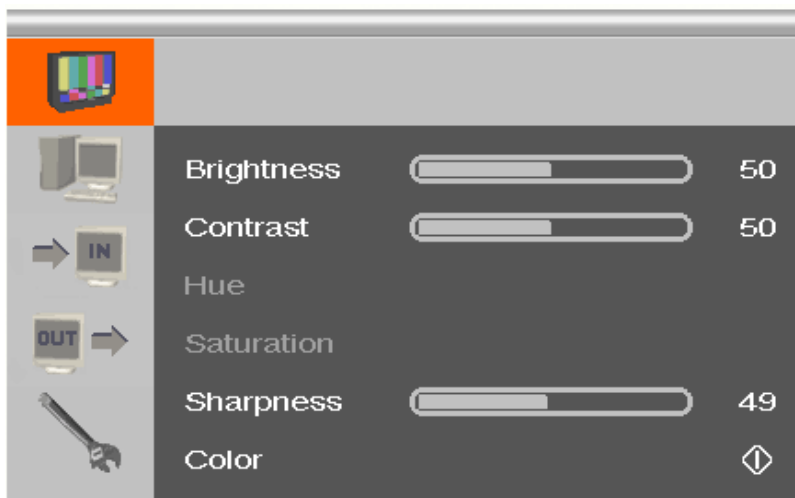 Brightness 50
Contrast 50
IN
Hue
OUT
Saturation
Sharpness 49
Color